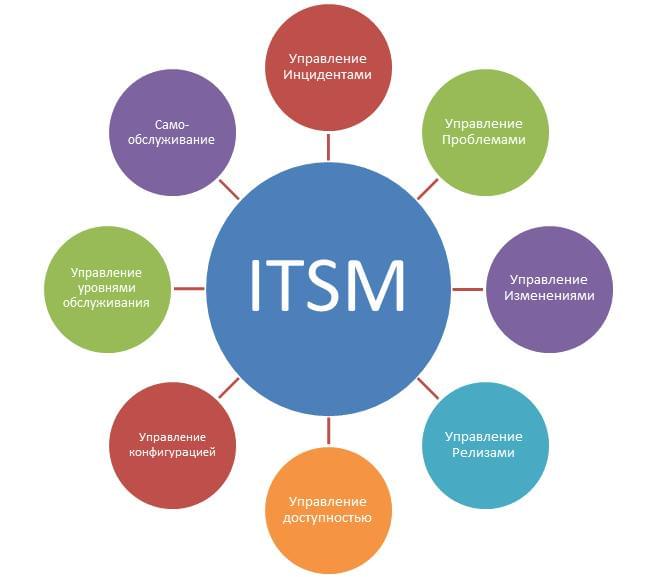 Управление
Инцидентами
Само-
обслуживание
Управление
Проблемами
Управление
уровнями
обслуживания
ITSM
Управление
Изменениями
Управление
конфигурацией
Управление
Релизами
Управление
доступностью